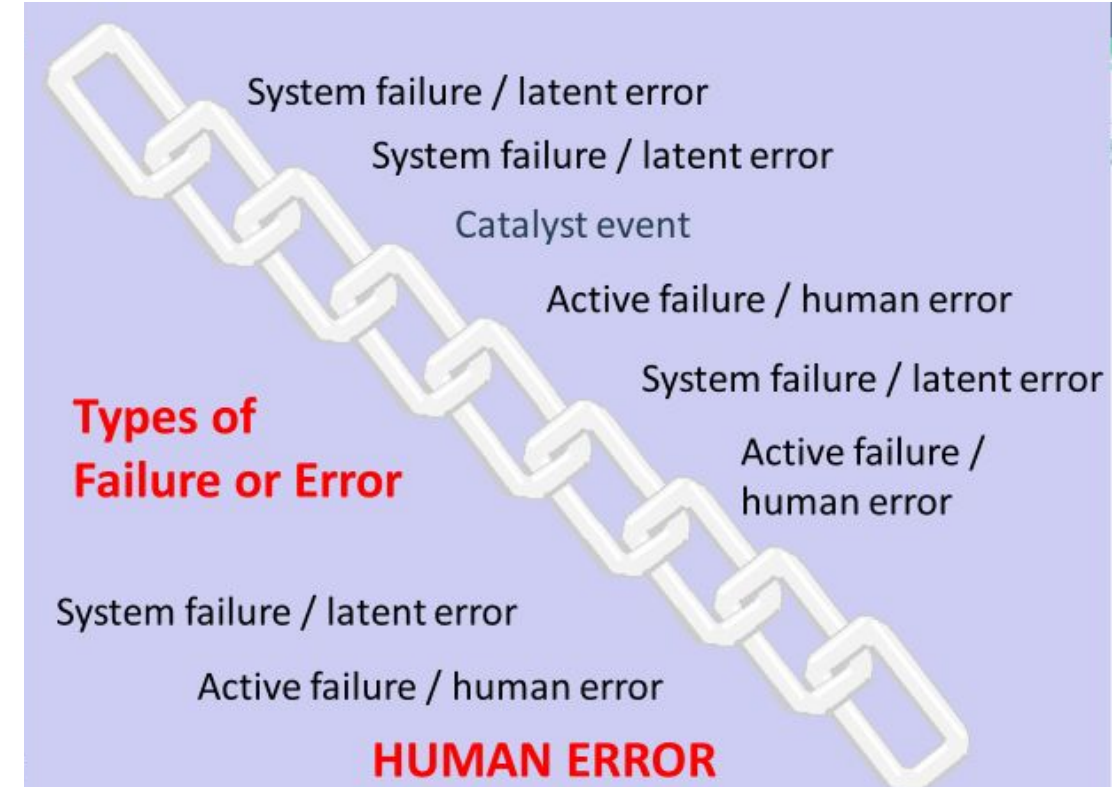 System failure / latent error
System failure / latent error
Catalyst event
Active failure / human error
System failure / latent error
Active failure /
human error
Types of
Failure or Error
System failure / latent error
Active failure / human error
HUMAN ERROR